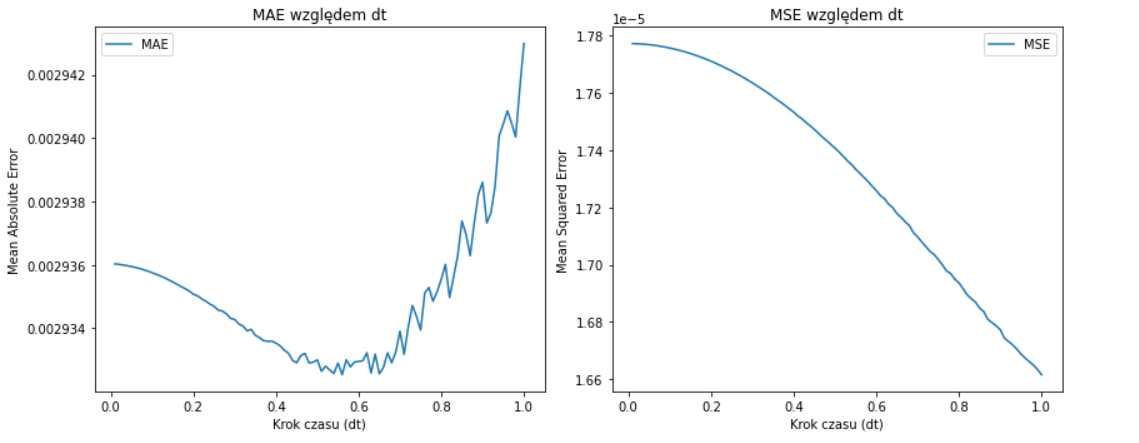 MAE względem dt
MAE
0.002942
0.002940
0.002938
0.002936
0.002934
Mean Absolute Error
0.0 0.2 0.4 0.6 0.8 1.0
Krok czasu (dt)
MSE względem dt
1e−5
MSE
1.78
1.76
1.74
1.72
1.70
1.68
1.66
Mean Squared Error
0.0 0.2 0.4 0.6 0.8 1.0
Krok czasu (dt)